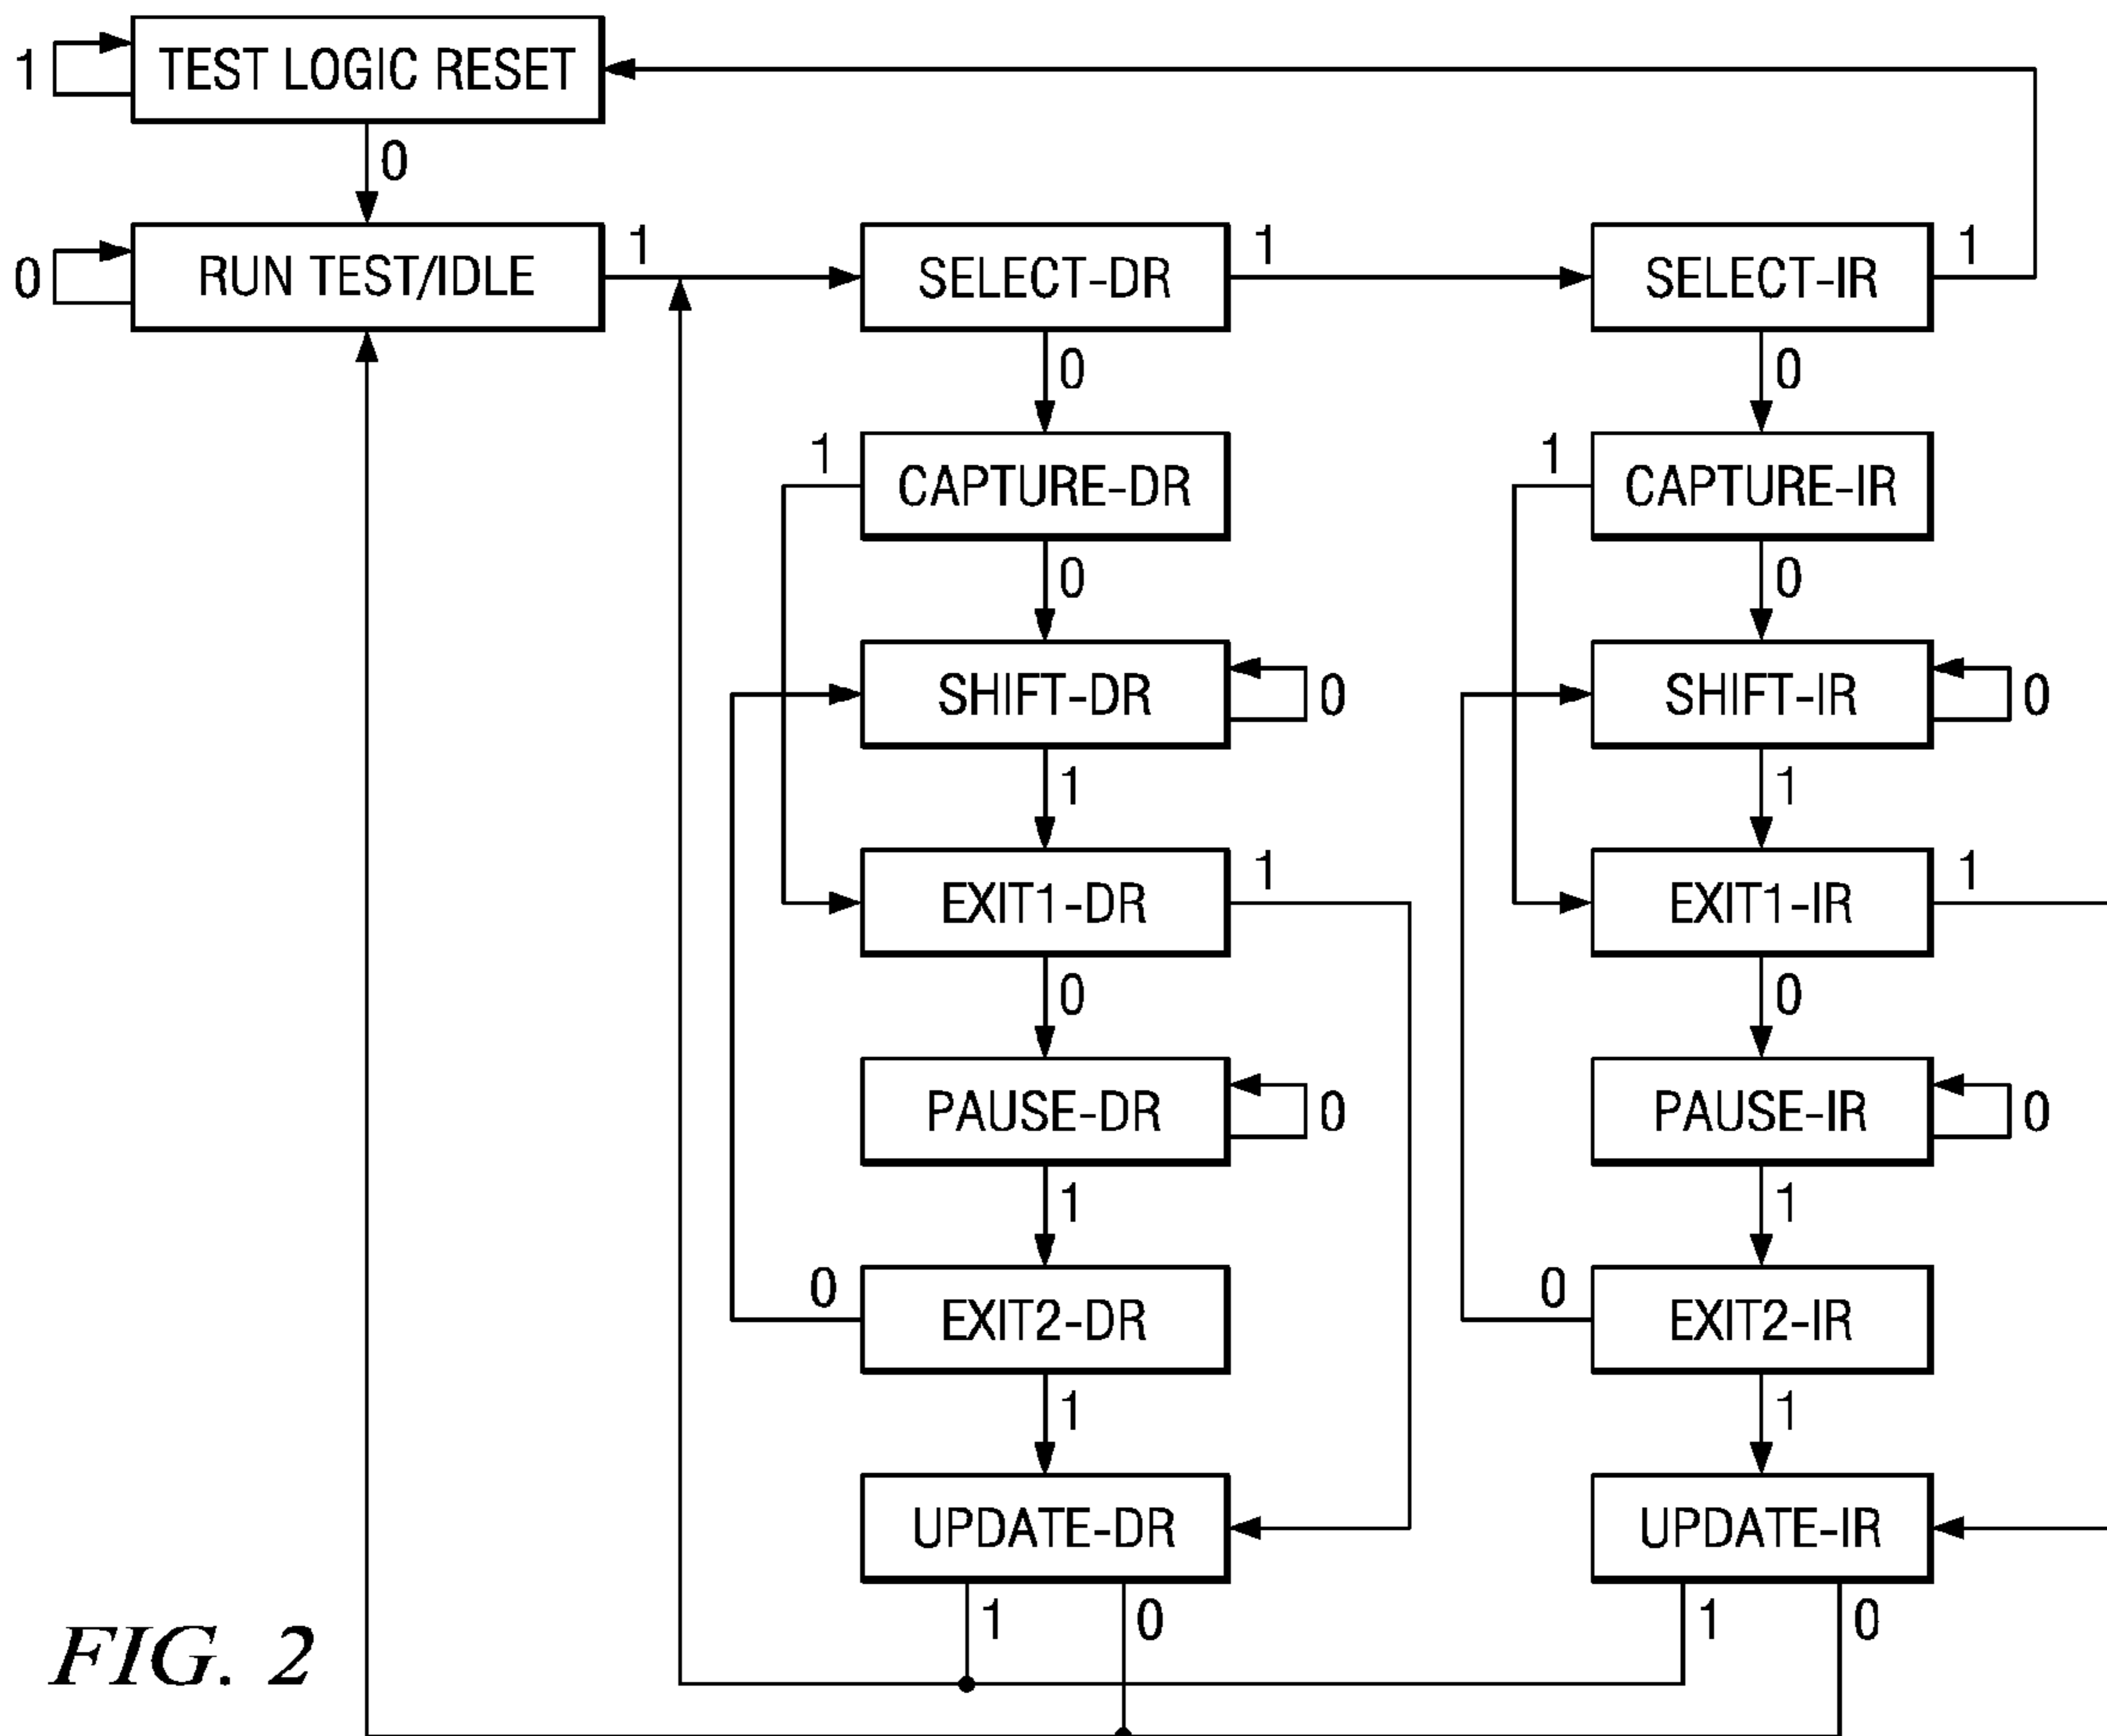 1 TEST LOGIC RESET
0
0 RUN TEST/IDLE 1 SELECT-DR 1 SELECT-IR 1
0 0
1 CAPTURE-DR 1 CAPTURE-IR
0 0
SHIFT-DR 0 SHIFT-IR 0
1 1
EXIT1-DR 1 EXIT1-IR 1
0 0
PAUSE-DR 0 PAUSE-IR 0
1 1
0 EXIT2-DR 0 EXIT2-IR
1 1
UPDATE-DR UPDATE-IR
1 0 1 0
FIG. 2